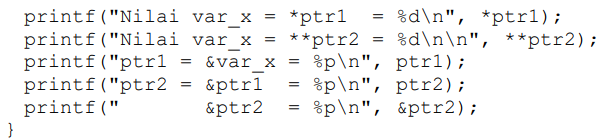 printf("Nilai var_x = *ptr1  = %d\n", *ptr1);
printf("Nilai var_x = **ptr2 = %d\n\n", **ptr2);
printf("ptr1 = &var_x = %p\n", ptr1);
printf("ptr2 = &ptr1  = %p\n", ptr2);
printf("       &ptr2  = %p\n", &ptr2);
}